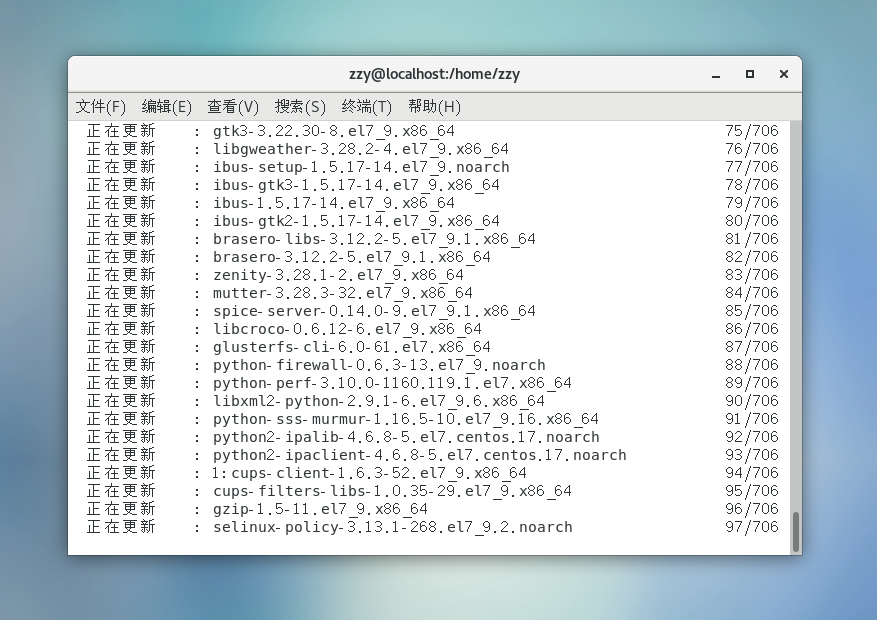 zzy@localhost:/home/zzy
文件(F) 编辑(E) 查看(V) 搜索(S) 终端(T) 帮助(H)
正在更新 : gtk3-3.22.30-8.el7_9.x86_64 75/706
正在更新 : libgweather-3.28.2-4.el7_9.x86_64 76/706
正在更新 : ibus-setup-1.5.17-14.el7_9.noarch 77/706
正在更新 : ibus-gtk3-1.5.17-14.el7_9.x86_64 78/706
正在更新 : ibus-1.5.17-14.el7_9.x86_64 79/706
正在更新 : ibus-gtk2-1.5.17-14.el7_9.x86_64 80/706
正在更新 : brasero-libs-3.12.2-5.el7_9.1.x86_64 81/706
正在更新 : brasero-3.12.2-5.el7_9.1.x86_64 82/706
正在更新 : zenity-3.28.1-2.el7_9.x86_64 83/706
正在更新 : mutter-3.28.3-32.el7_9.x86_64 84/706
正在更新 : spice-server-0.14.0-9.el7_9.1.x86_64 85/706
正在更新 : libcroco-0.6.12-6.el7_9.x86_64 86/706
正在更新 : glusterfs-cli-6.0-61.el7.x86_64 87/706
正在更新 : python-firewall-0.6.3-13.el7_9.noarch 88/706
正在更新 : python-perf-3.10.0-1160.119.1.el7.x86_64 89/706
正在更新 : libxml2-python-2.9.1-6.el7_9.6.x86_64 90/706
正在更新 : python-sss-murmur-1.16.5-10.el7_9.16.x86_64 91/706
正在更新 : python2-ipalib-4.6.8-5.el7.centos.17.noarch 92/706
正在更新 : python2-ipaclient-4.6.8-5.el7.centos.17.noarch 93/706
正在更新 : 1:cups-client-1.6.3-52.el7_9.x86_64 94/706
正在更新 : cups-filters-libs-1.0.35-29.el7_9.x86_64 95/706
正在更新 : gzip-1.5-11.el7_9.x86_64 96/706
正在更新 : selinux-policy-3.13.1-268.el7_9.2.noarch 97/706